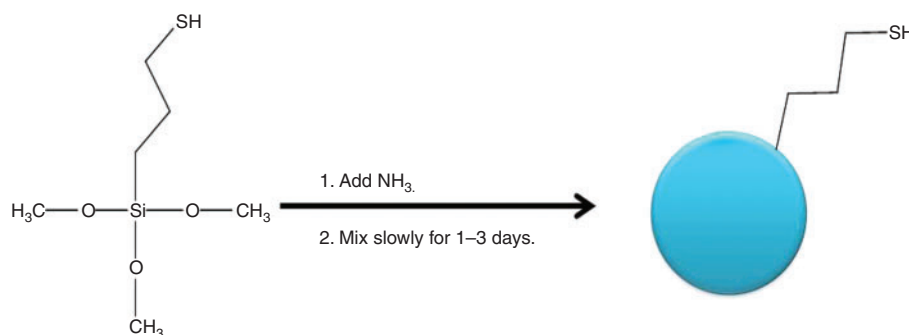 SH
SH
1. Add NH3.
H3C—O—Si—O—CH3
2. Mix slowly for 1–3 days.
O
CH3